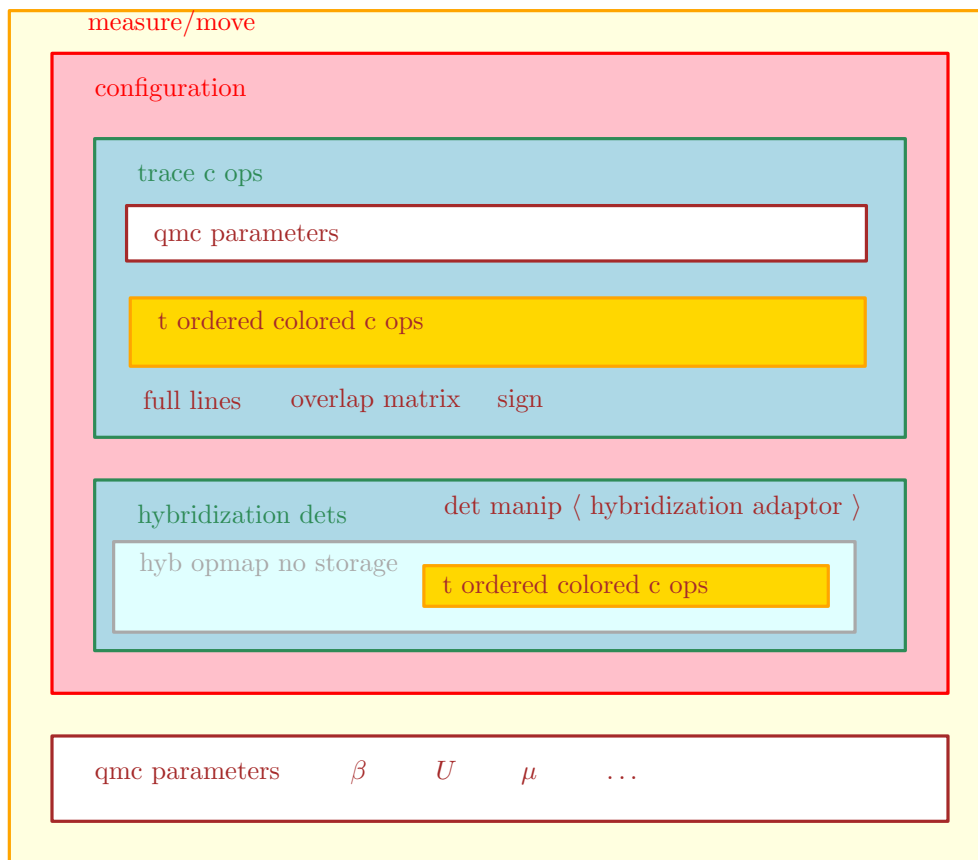 measure/move
configuration
trace c ops
qmc parameters
t ordered colored c ops
full lines overlap matrix sign
hybridization dets det manip ⟨ hybridization adaptor ⟩
hyb opmap no storage
t ordered colored c ops
qmc parameters β U μ ...